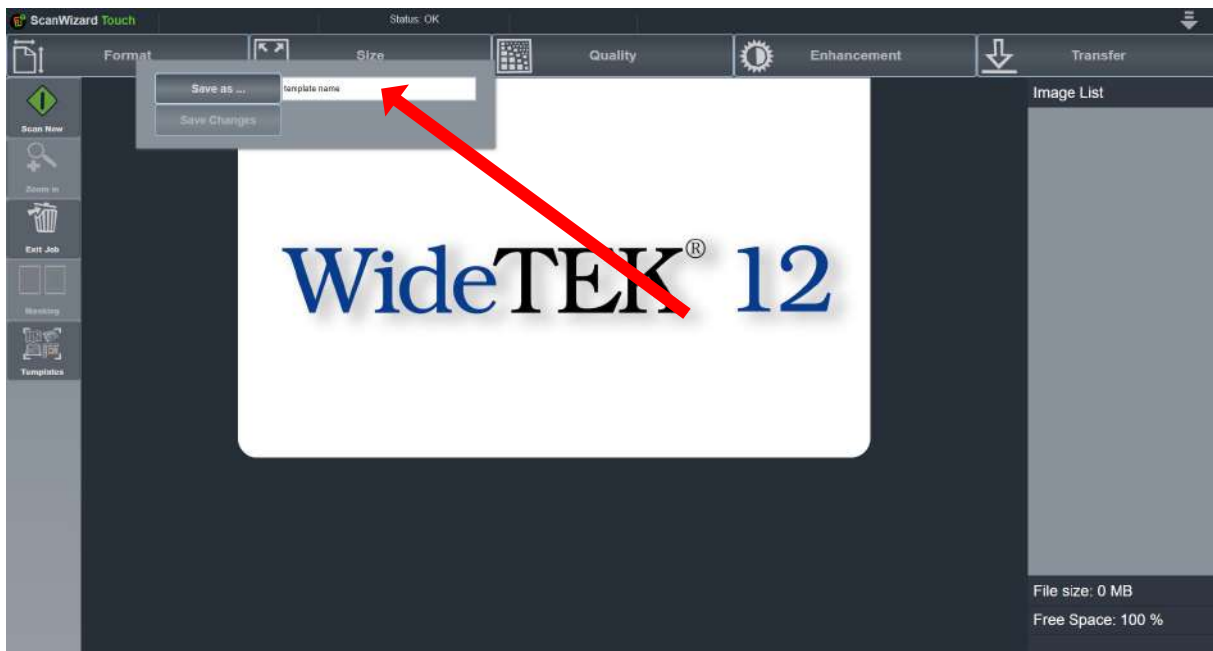 ScanWizard Touch
Status: OK
Format
Size
Quality
Enhancement
Transfer
Save as ...
template name
Save Changes
Scan Now
Zoom in
Exit Job
Masking
Templates
WideTEK® 12
Image List
File size: 0 MB
Free Space: 100 %